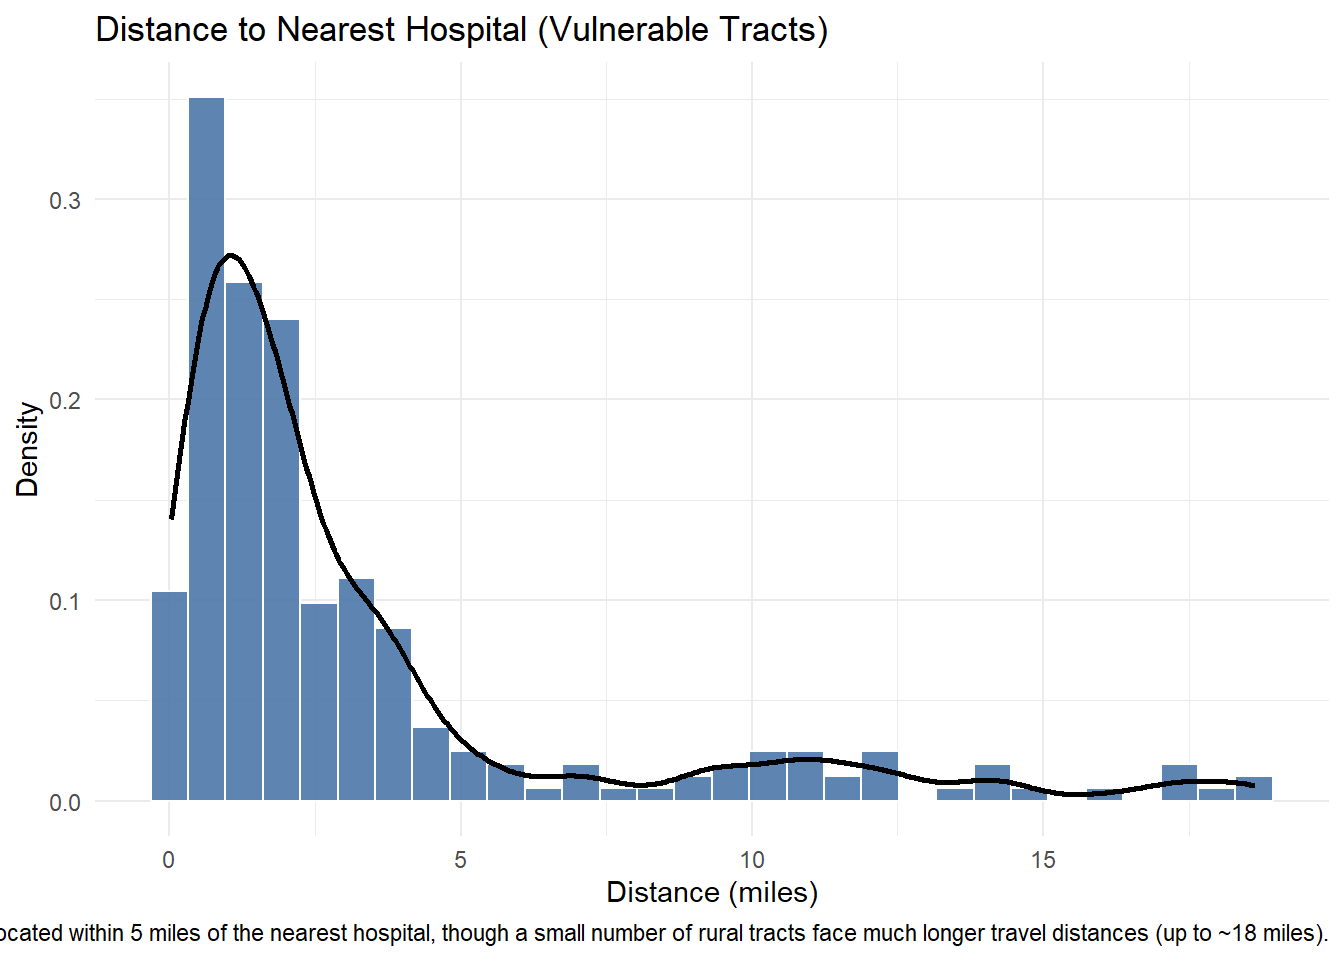 Distance to Nearest Hospital (Vulnerable Tracts)
0.3
0.2
0.1
0.0
Density
0 5 10 15
Distance (miles)
within 5 miles of the nearest hospital, though a small number of rural tracts face much longer travel distances (up to ~18 miles).